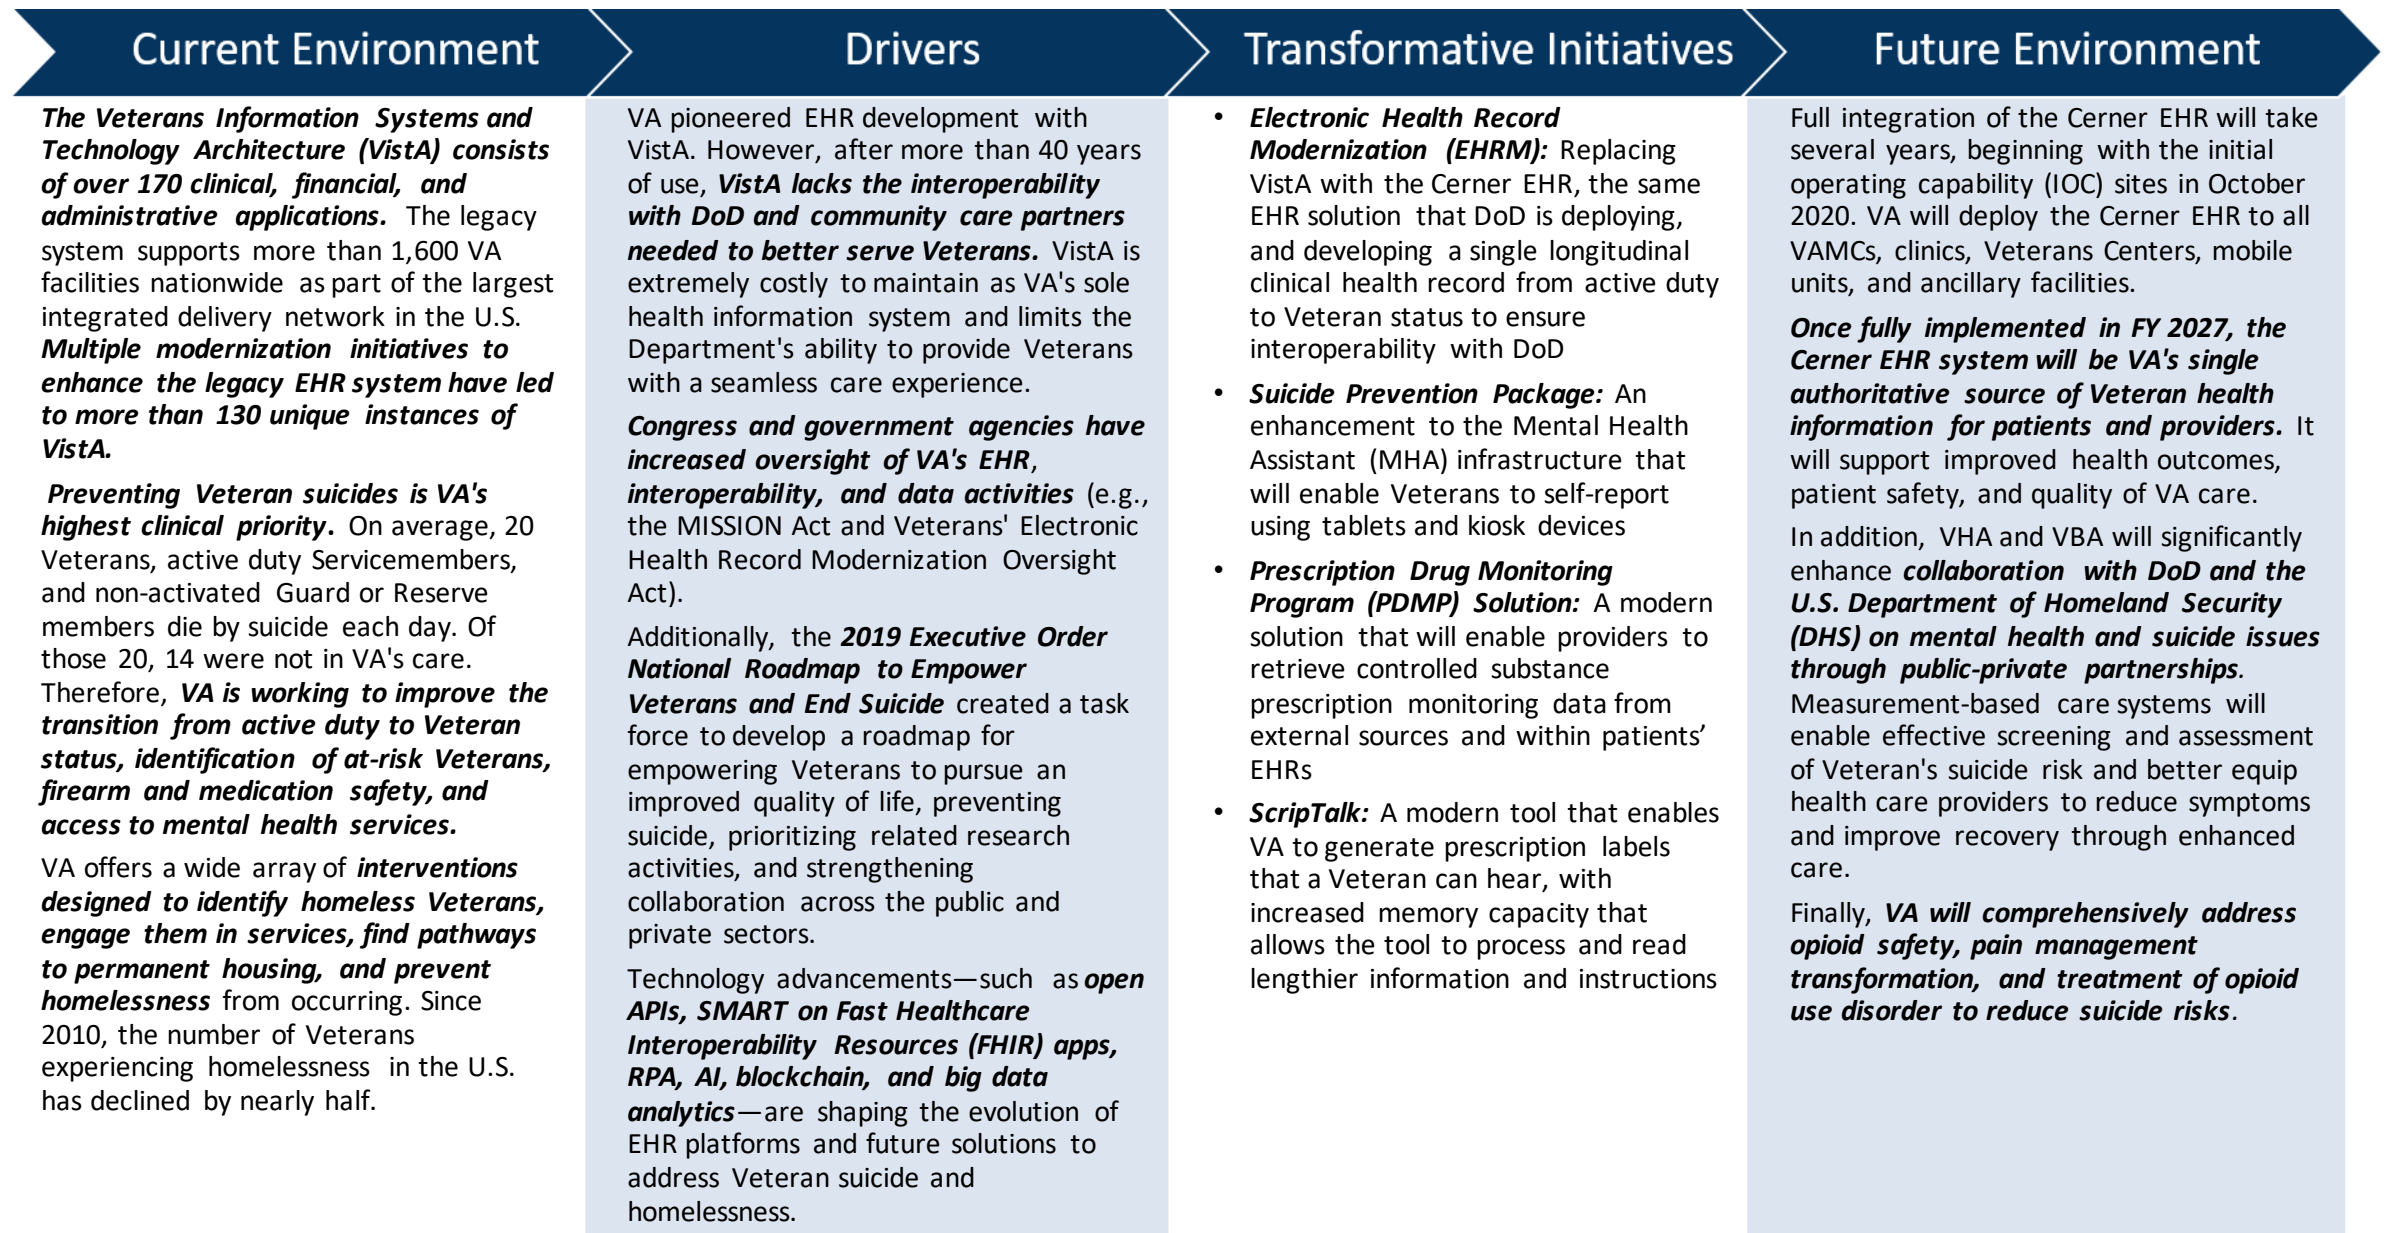 Current Environment
Drivers
Transformative Initiatives
Future Environment
The Veterans Information Systems and
Technology Architecture (VistA) consists
of over 170 clinical, financial, and
administrative applications. The legacy
system supports more than 1,600 VA
facilities nationwide as part of the largest
integrated delivery network in the U.S.
Multiple modernization initiatives to
enhance the legacy EHR system have led
to more than 130 unique instances of
VistA.
Preventing Veteran suicides is VA's
highest clinical priority. On average, 20
Veterans, active duty Servicemembers,
and non-activated Guard or Reserve
members die by suicide each day. Of
those 20, 14 were not in VA's care.
Therefore, VA is working to improve the
transition from active duty to Veteran
status, identification of at-risk Veterans,
firearm and medication safety, and
access to mental health services.
VA offers a wide array of interventions
designed to identify homeless Veterans,
engage them in services, find pathways
to permanent housing, and prevent
homelessness from occurring. Since
2010, the number of Veterans
experiencing homelessness in the U.S.
has declined by nearly half.
VA pioneered EHR development with
VistA. However, after more than 40 years
of use, VistA lacks the interoperability
with DoD and community care partners
needed to better serve Veterans. VistA is
extremely costly to maintain as VA's sole
health information system and limits the
Department's ability to provide Veterans
with a seamless care experience.
Congress and government agencies have
increased oversight of VA's EHR,
interoperability, and data activities (e.g.,
the MISSION Act and Veterans' Electronic
Health Record Modernization Oversight
Act).
Additionally, the 2019 Executive Order
National Roadmap to Empower
Veterans and End Suicide created a task
force to develop a roadmap for
empowering Veterans to pursue an
improved quality of life, preventing
suicide, prioritizing related research
activities, and strengthening
collaboration across the public and
private sectors.
Technology advancements—such as open
APIs, SMART on Fast Healthcare
Interoperability Resources (FHIR) apps,
RPA, AI, blockchain, and big data
analytics—are shaping the evolution of
EHR platforms and future solutions to
address Veteran suicide and
homelessness.
• Electronic Health Record
Modernization (EHRM): Replacing
VistA with the Cerner EHR, the same
EHR solution that DoD is deploying,
and developing a single longitudinal
clinical health record from active duty
to Veteran status to ensure
interoperability with DoD
• Suicide Prevention Package: An
enhancement to the Mental Health
Assistant (MHA) infrastructure that
will enable Veterans to self-report
using tablets and kiosk devices
• Prescription Drug Monitoring
Program (PDMP) Solution: A modern
solution that will enable providers to
retrieve controlled substance
prescription monitoring data from
external sources and within patients’
EHRs
• ScripTalk: A modern tool that enables
VA to generate prescription labels
that a Veteran can hear, with
increased memory capacity that
allows the tool to process and read
lengthier information and instructions
Full integration of the Cerner EHR will take
several years, beginning with the initial
operating capability (IOC) sites in October
2020. VA will deploy the Cerner EHR to all
VAMCs, clinics, Veterans Centers, mobile
units, and ancillary facilities.
Once fully implemented in FY 2027, the
Cerner EHR system will be VA's single
authoritative source of Veteran health
information for patients and providers. It
will support improved health outcomes,
patient safety, and quality of VA care.
In addition, VHA and VBA will significantly
enhance collaboration with DoD and the
U.S. Department of Homeland Security
(DHS) on mental health and suicide issues
through public-private partnerships.
Measurement-based care systems will
enable effective screening and assessment
of Veteran's suicide risk and better equip
health care providers to reduce symptoms
and improve recovery through enhanced
care.
Finally, VA will comprehensively address
opioid safety, pain management
transformation, and treatment of opioid
use disorder to reduce suicide risks.